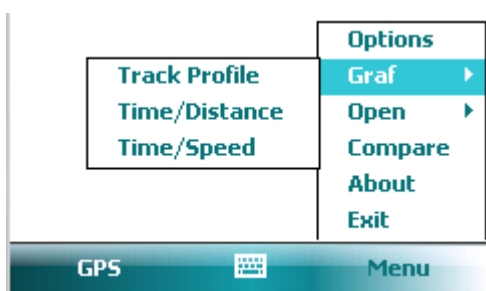 Options
Graf
Open
Compare
About
Exit
Track Profile
Time/Distance
Time/Speed
GPS
Menu